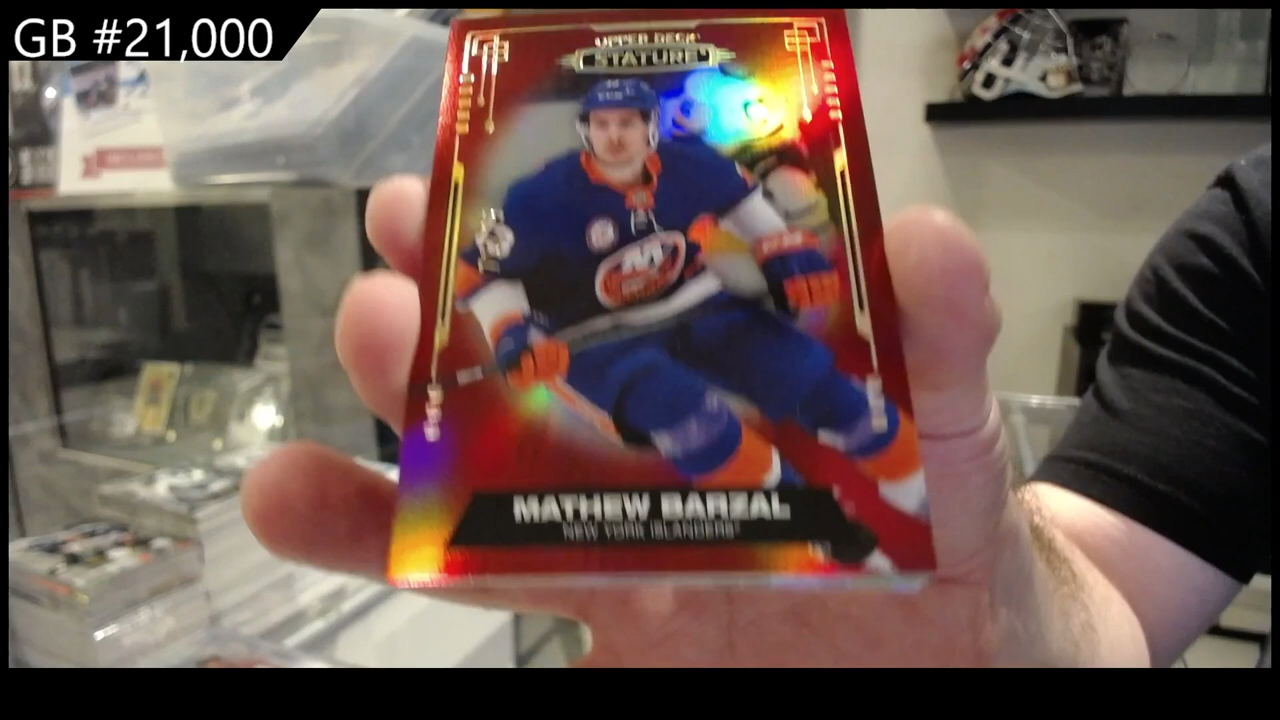 GB #21,000
UPPER DECK
STATURE
MATHEW BARZAL
NEW YORK ISLANDERS